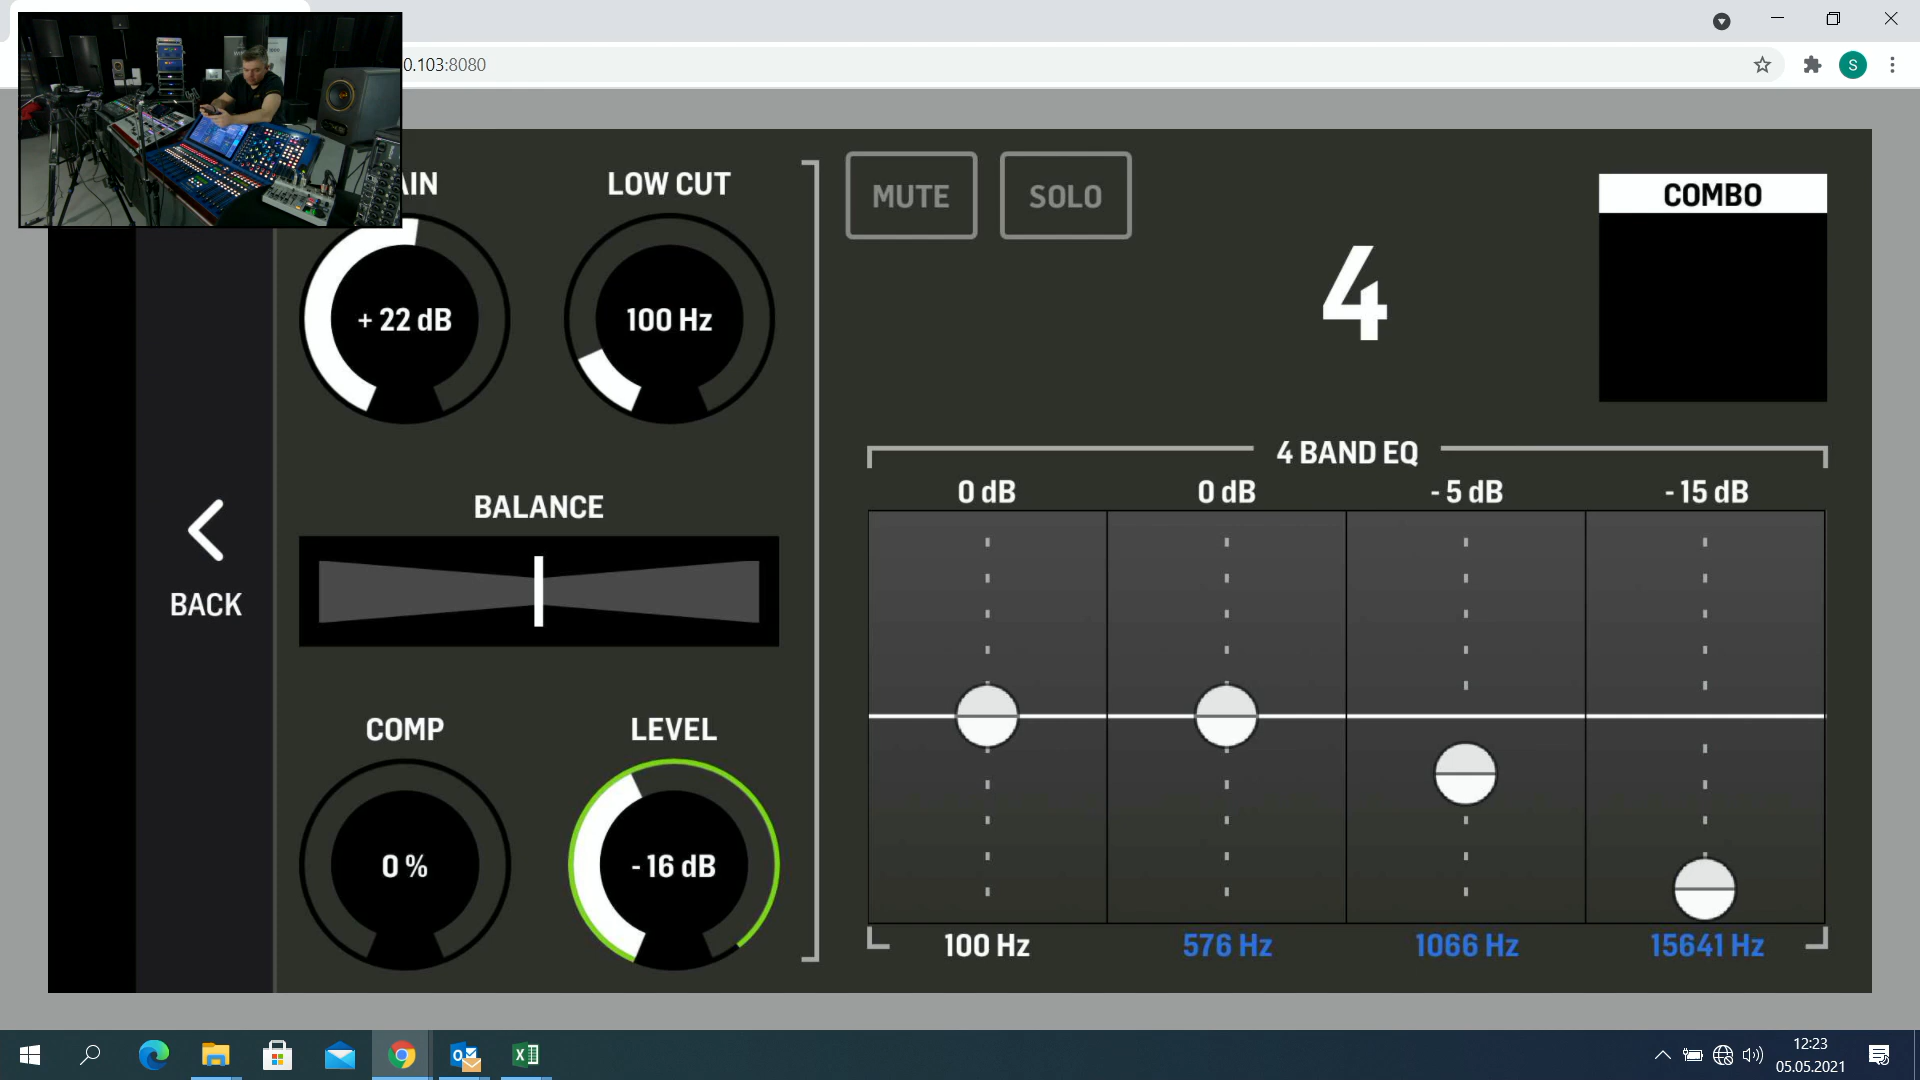 0.103:8080
S
AIN
LOW CUT
MUTE
SOLO
COMBO
+ 22 dB
100 Hz
4
4 BAND EQ
0 dB
0 dB
- 5 dB
- 15 dB
BALANCE
BACK
COMP
LEVEL
0 %
- 16 dB
100 Hz
576 Hz
1066 Hz
15641 Hz
12:23
05.05.2021